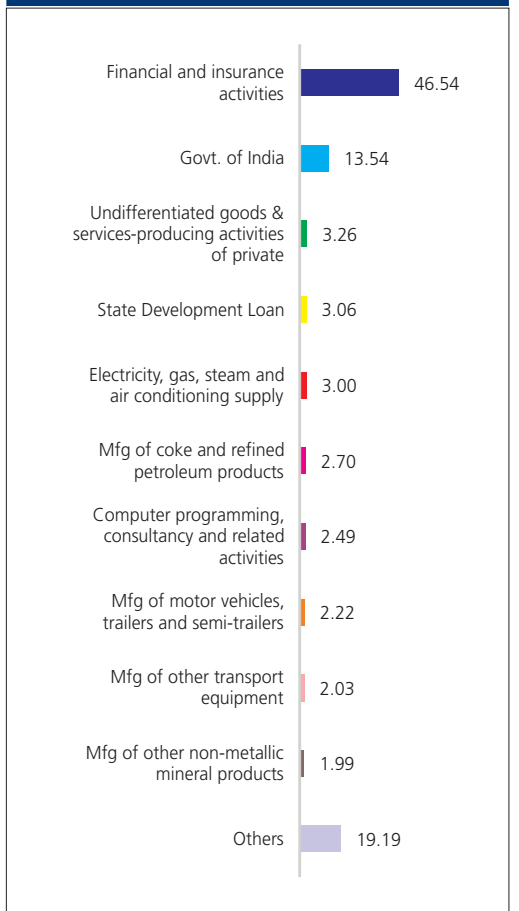 Financial and insurance
activities
46.54
Govt. of India
13.54
Undifferentiated goods &
services-producing activities
of private
3.26
State Development Loan
3.06
Electricity, gas, steam and
air conditioning supply
3.00
Mfg of coke and refined
petroleum products
2.70
Computer programming,
consultancy and related
activities
2.49
Mfg of motor vehicles,
trailers and semi-trailers
2.22
Mfg of other transport
equipment
2.03
Mfg of other non-metallic
mineral products
1.99
Others
19.19